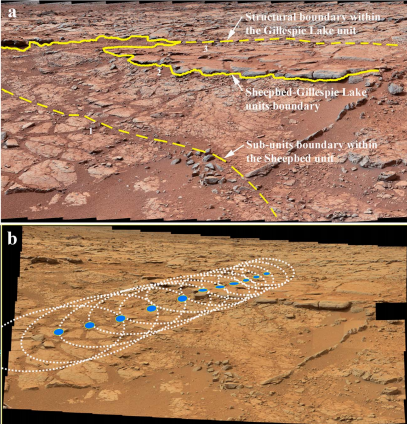 a
Structural boundary within
the Gillespie Lake unit
3
2
Sheepbed-Gillespie Lake
units boundary
1
Sub-units boundary within
the Sheepbed unit
b